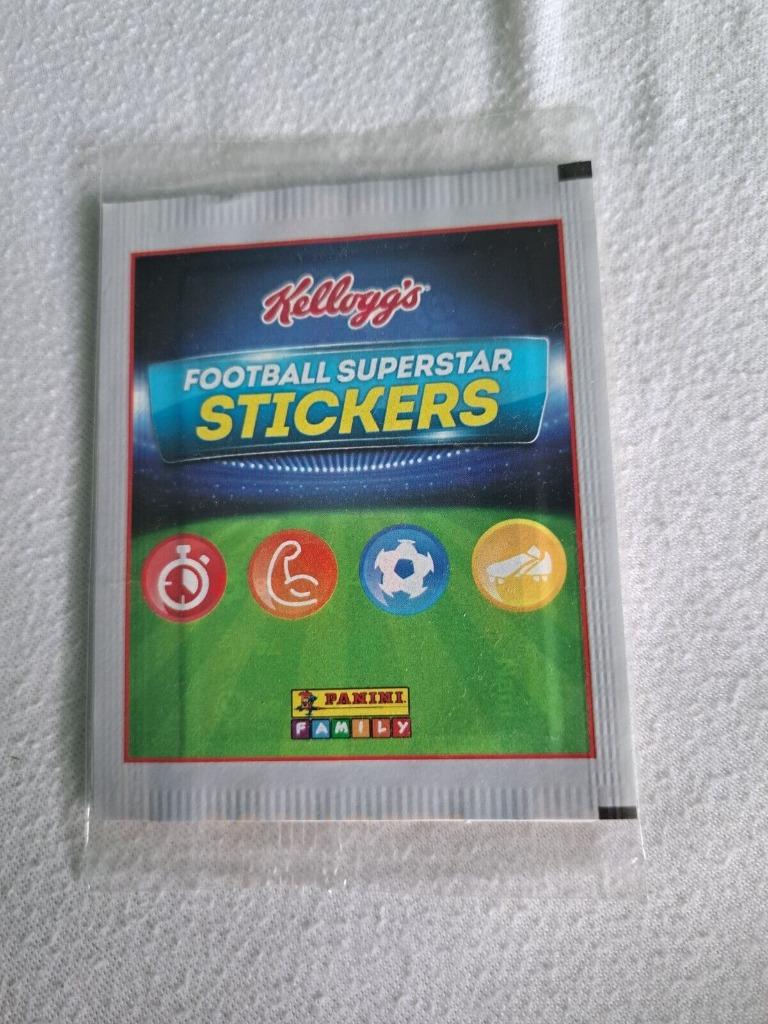 Kellogg's
FOOTBALL SUPERSTAR
STICKERS
PANINI
FAMILY